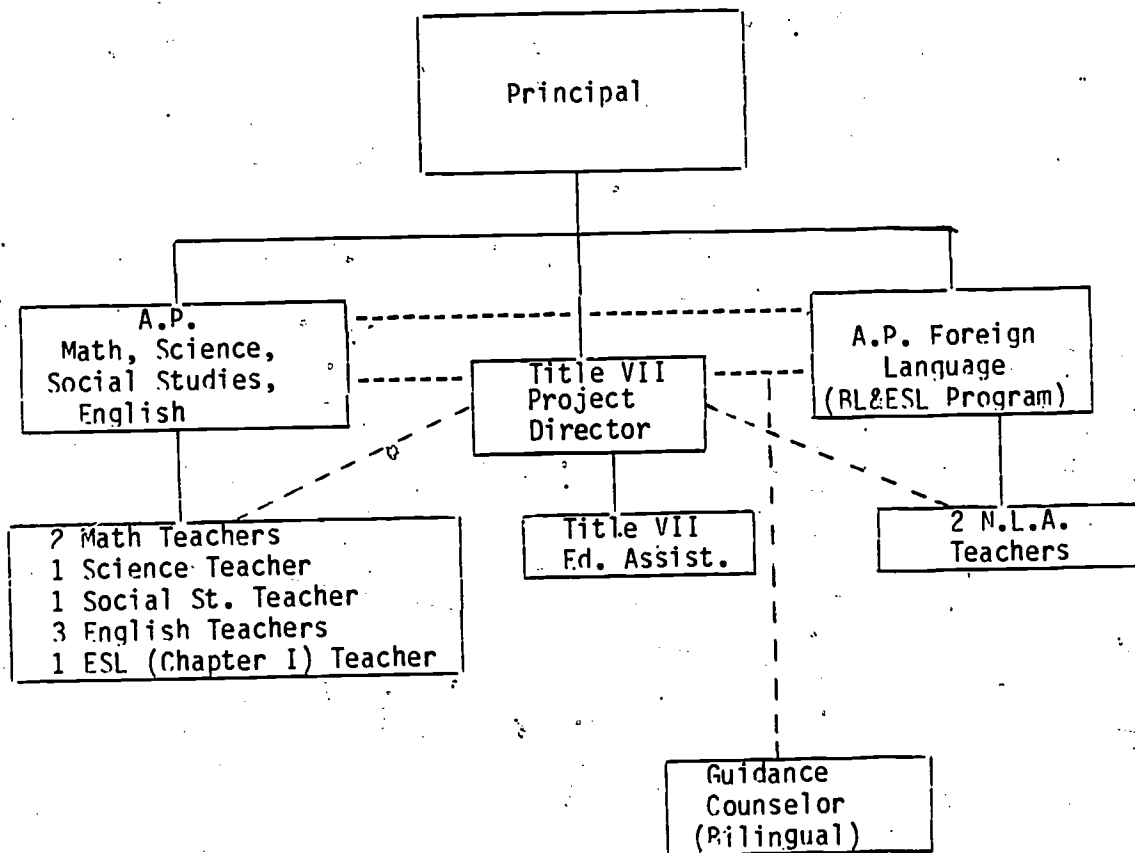 Principal
A.P.
Math, Science,
Social Studies,
English
Title VII
Project
Director
A.P. Foreign
Language
(BL&ESL Program)
2 Math Teachers
1 Science Teacher
1 Social St. Teacher
3 English Teachers
1 ESL (Chapter I) Teacher
Title VII
Ed. Assist.
2 N.L.A.
Teachers
Guidance
Counselor
(Bilingual)